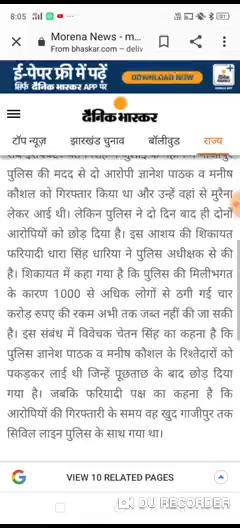 8:05
Morena News - m...
From bhaskar.com – deliv
ई-पेपर फ्री में पढ़ें
सिर्फ दैनिक भास्कर APP पर
DOWNLOAD NOW
दैनिक भास्कर
टॉप न्यूज़ झारखंड चुनाव बॉलीवुड राज्य
पुलिस की मदद से दो आरोपी ज्ञानेश पाठक व मनीष
कौशल को गिरफ्तार किया था और उन्हें वहां से मुरैना
लेकर आई थी। लेकिन पुलिस ने दो दिन बाद ही दोनों
आरोपियों को छोड़ दिया है। इस आशय की शिकायत
फरियादी धारा सिंह धारिया ने पुलिस अधीक्षक से की
है। शिकायत में कहा गया है कि पुलिस की मिलीभगत
के कारण 1000 से अधिक लोगों से ठगी गई चार
करोड़ रुपए की रकम अभी तक जब्त नहीं की जा सकी
है। इस संबंध में विवेचक चेतन सिंह का कहना है कि
पुलिस ज्ञानेश पाठक व मनीष कौशल के रिश्तेदारों को
पकड़कर लाई थी जिन्हें पूछताछ के बाद छोड़ दिया
गया है। जबकि फरियादी पक्ष का कहना है कि
आरोपियों की गिरफ्तारी के समय वह खुद गाजीपुर तक
सिविल लाइन पुलिस के साथ गया था।
VIEW 10 RELATED PAGES
DU RECORDER